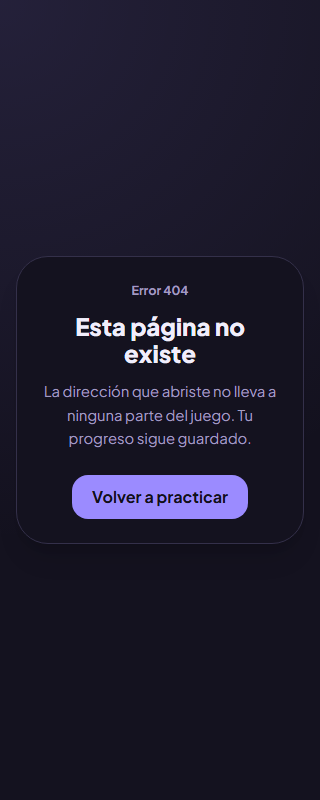 Error 404
Esta página no
existe
La dirección que abriste no lleva a
ninguna parte del juego. Tu
progreso sigue guardado.
Volver a practicar